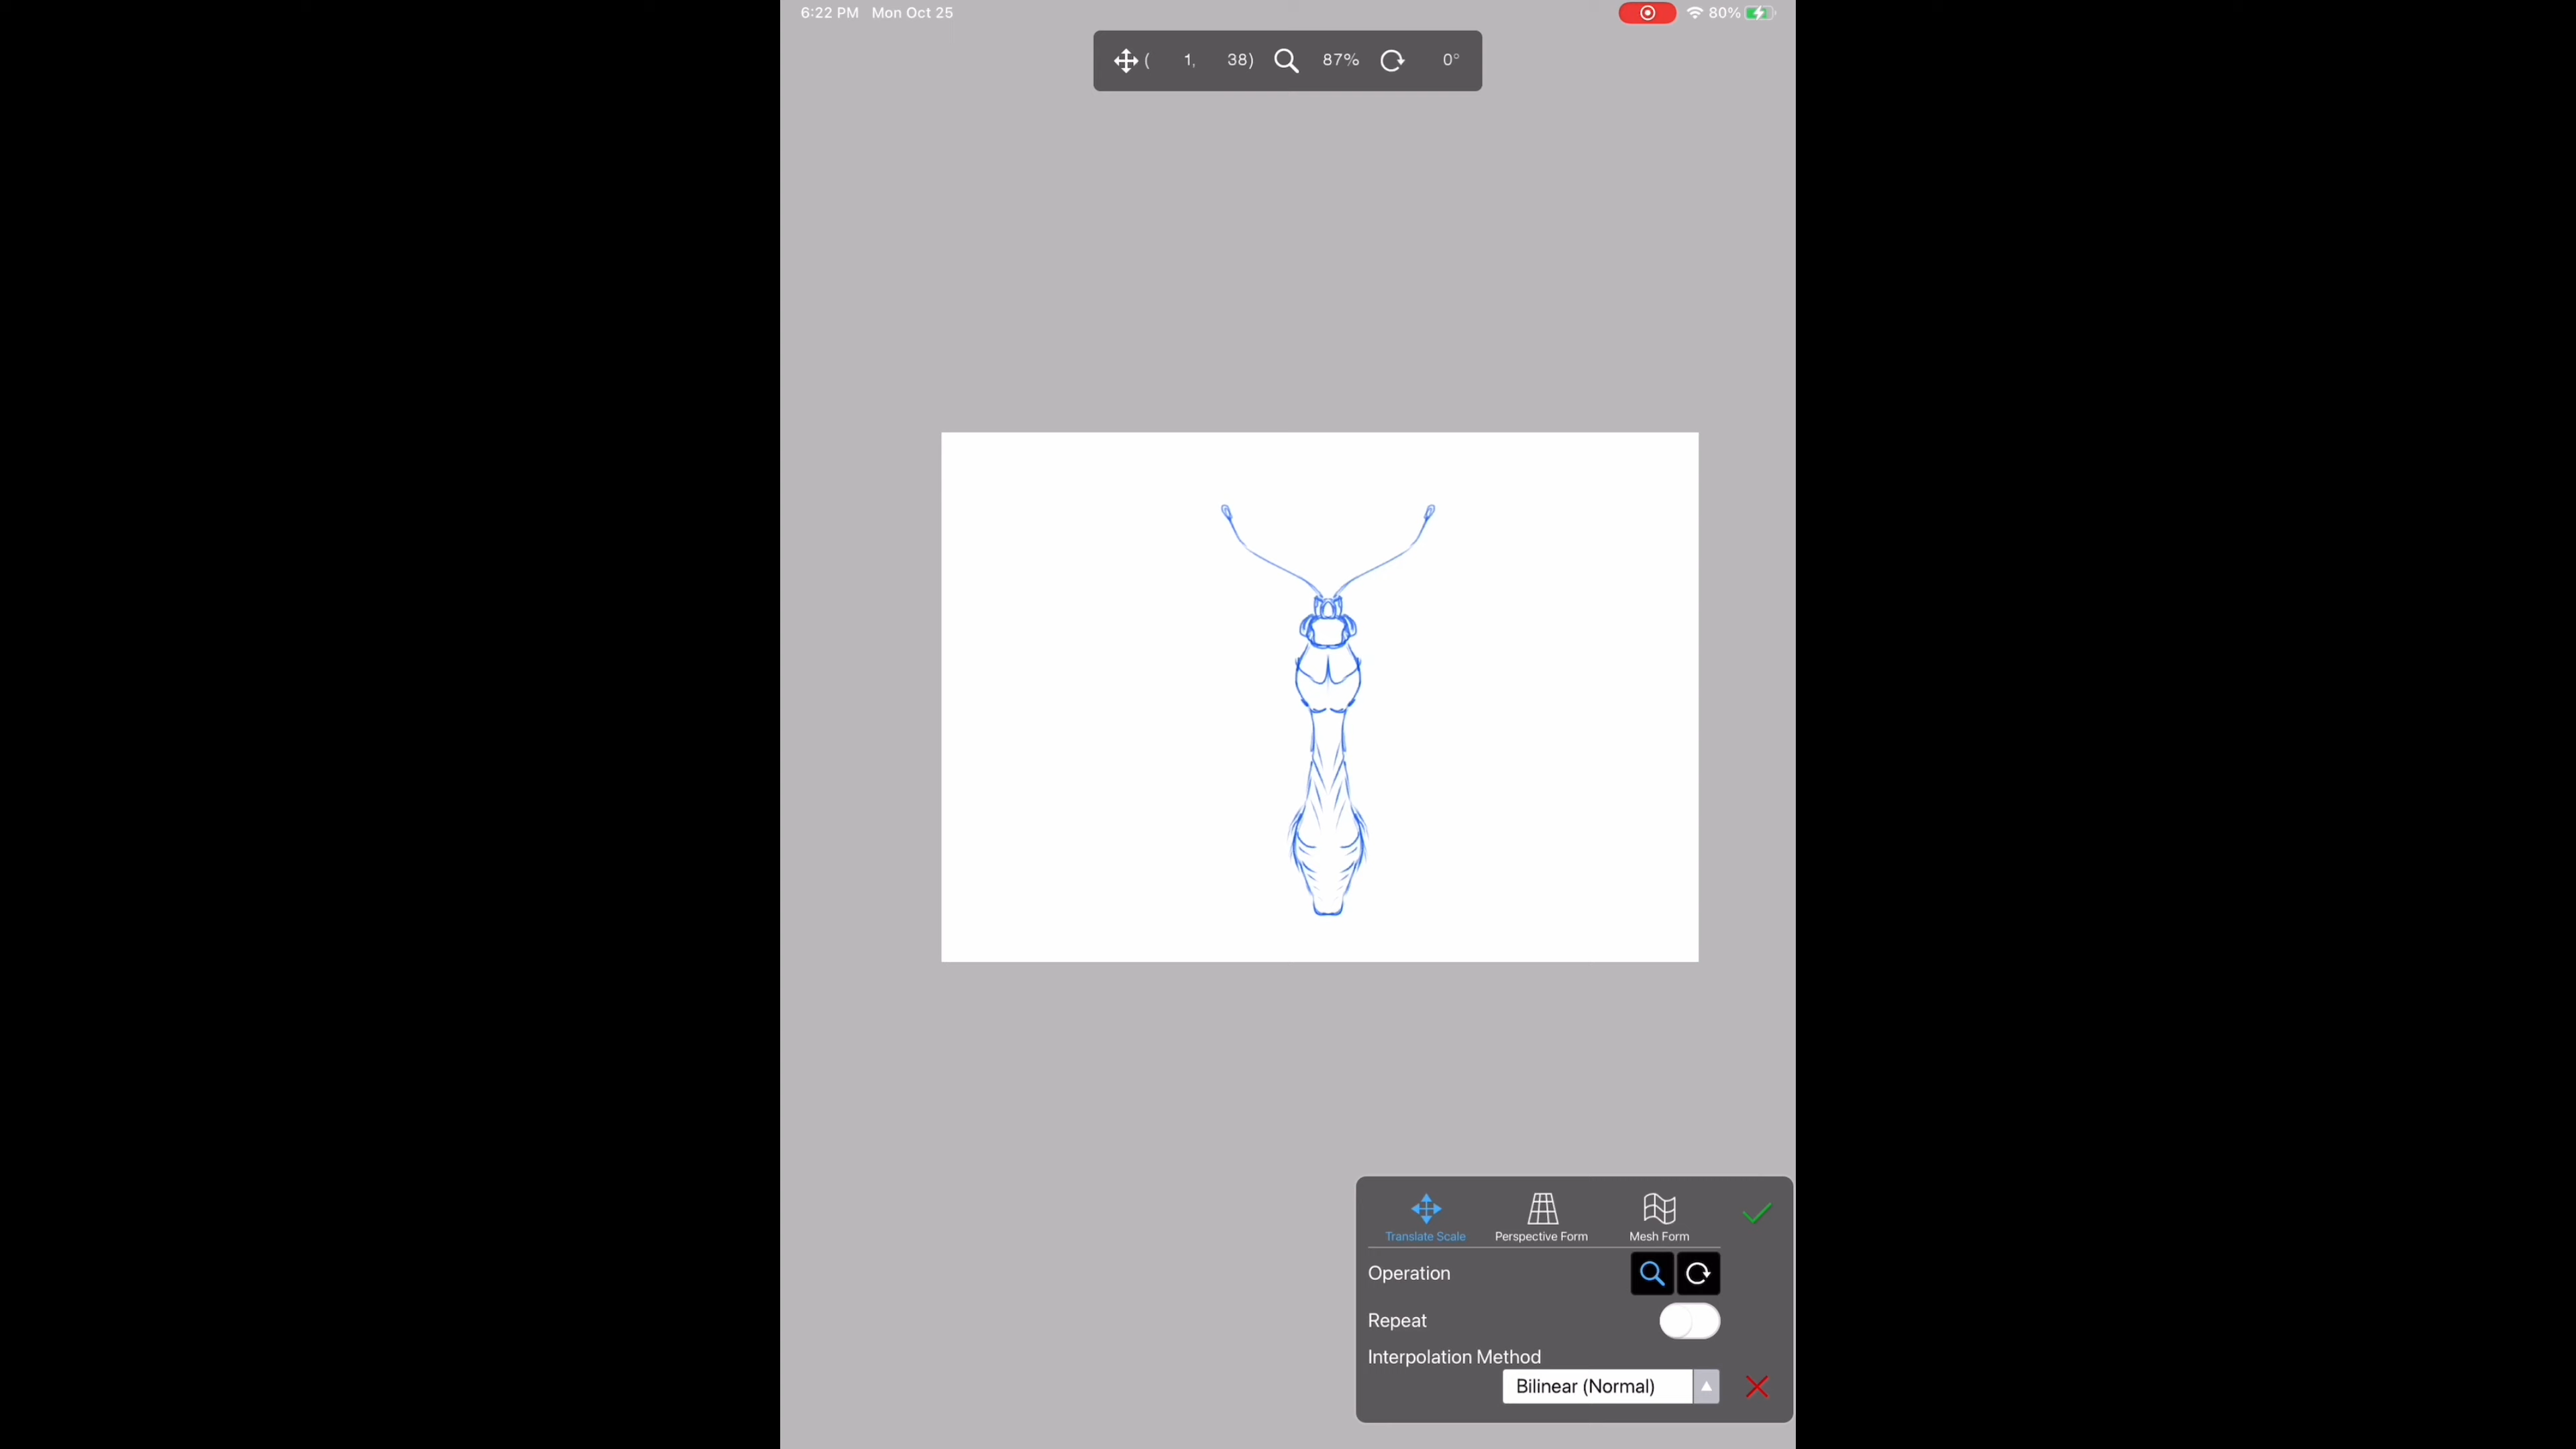 6:22 PM Mon Oct 25 80%
( 1, 38) 87% 0°
Translate Scale Perspective Form Mesh Form
Operation
Repeat
Interpolation Method
Bilinear (Normal)